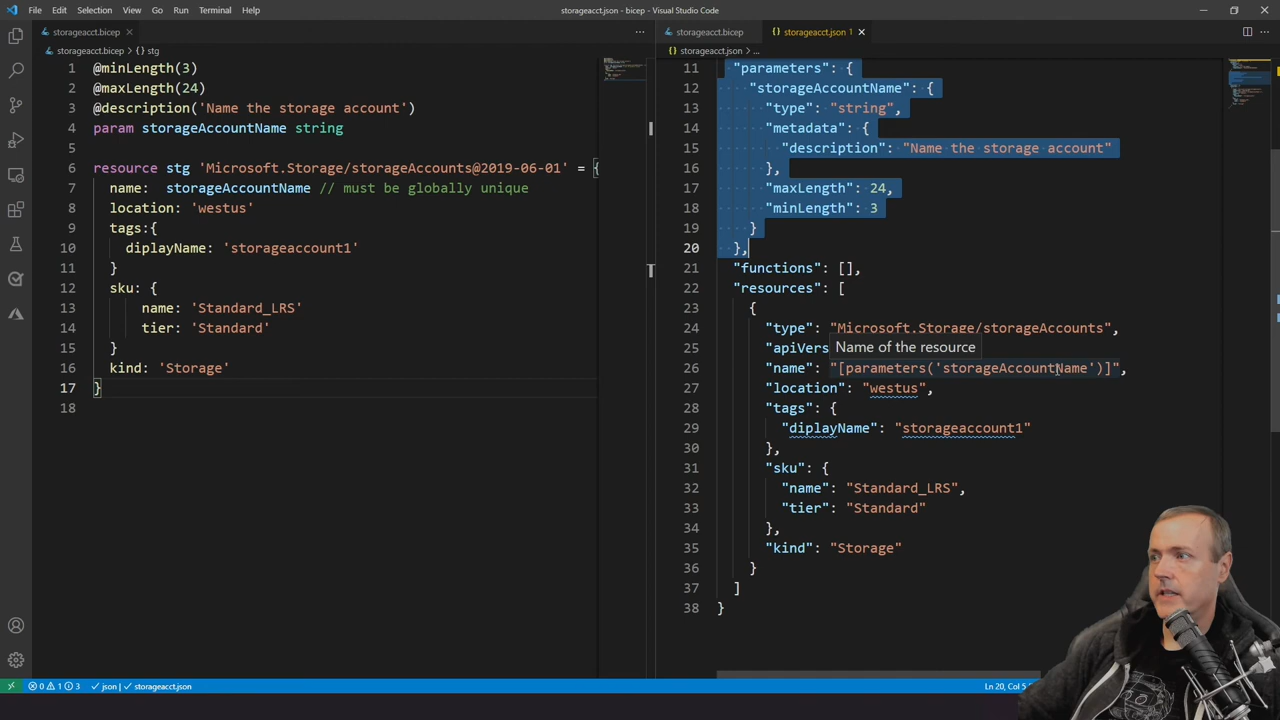 File Edit Selection View Go Run Terminal Help
storageacct.json - bicep - Visual Studio Code
storageacct.bicep
storageacct.bicep > stg
1 @minLength(3)
2 @maxLength(24)
3 @description('Name the storage account')
4 param storageAccountName string
5
6 resource stg 'Microsoft.Storage/storageAccounts@2019-06-01' = {
7 name: storageAccountName // must be globally unique
8 location: 'westus'
9 tags:{
10 diplayName: 'storageaccount1'
11 }
12 sku: {
13 name: 'Standard_LRS'
14 tier: 'Standard'
15 }
16 kind: 'Storage'
17 }
18
storageacct.bicep
storageacct.json 1
storageacct.json > ...
11 "parameters": {
12 "storageAccountName": {
13 "type": "string",
14 "metadata": {
15 "description": "Name the storage account"
16 },
17 "maxLength": 24,
18 "minLength": 3
19 }
20 },
21 "functions": [],
22 "resources": [
23 {
24 "type": "Microsoft.Storage/storageAccounts",
25 "apiVers
Name of the resource
26 "name": "[parameters('storageAccountName')]",
27 "location": "westus",
28 "tags": {
29 "diplayName": "storageaccount1"
30 },
31 "sku": {
32 "name": "Standard_LRS",
33 "tier": "Standard"
34 },
35 "kind": "Storage"
36 }
37 ]
38 }
0 1 3 json | storageacct.json
Ln 20, Col 5